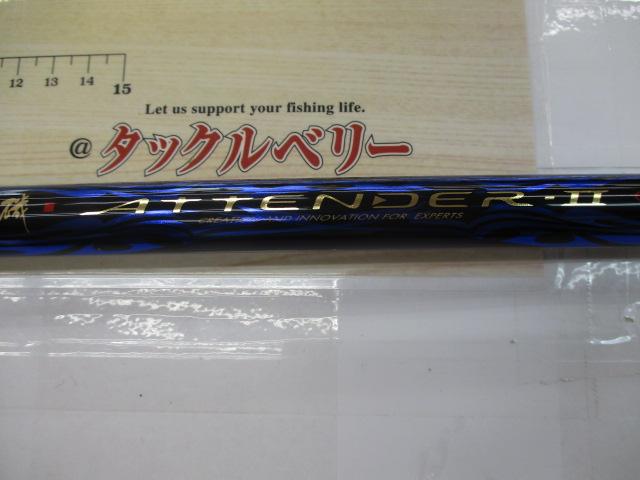 12 13 14 15
Let us support your fishing life.
@ タックルベリー
磯 ATTENDER-II
CREATION AND INNOVATION FOR EXPERTS